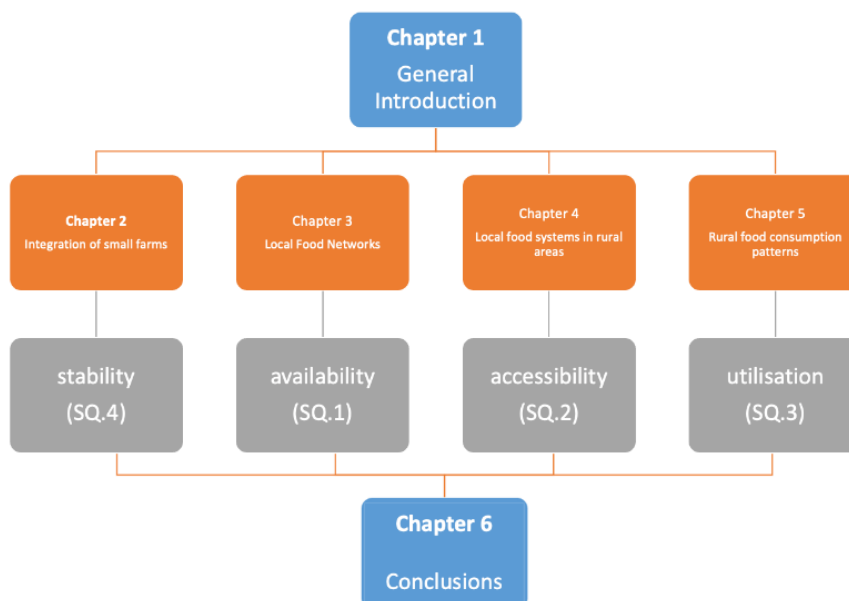 Chapter 1
General
Introduction
Chapter 2
Integration of small farms
Chapter 3
Local Food Networks
Chapter 4
Local food systems in rural
areas
Chapter 5
Rural food consumption
patterns
stability
(SQ.4)
availability
(SQ.1)
accessibility
(SQ.2)
utilisation
(SQ.3)
Chapter 6
Conclusions